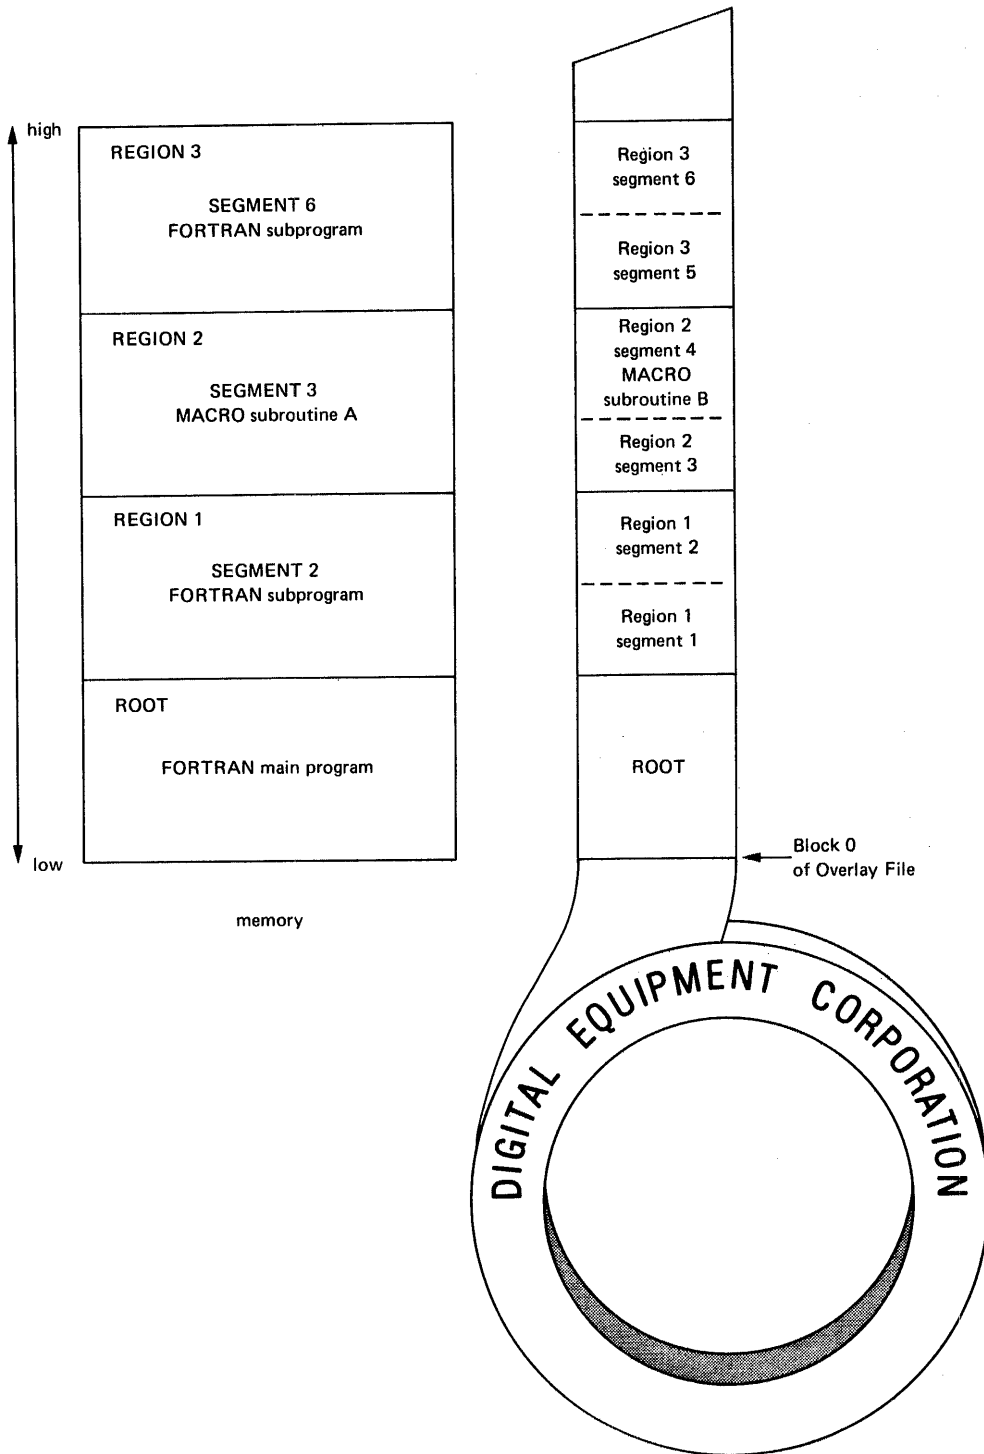 high
REGION 3
SEGMENT 6
FORTRAN subprogram
REGION 2
SEGMENT 3
MACRO subroutine A
REGION 1
SEGMENT 2
FORTRAN subprogram
ROOT
FORTRAN main program
low
memory
Region 3
segment 6
Region 3
segment 5
Region 2
segment 4
MACRO
subroutine B
Region 2
segment 3
Region 1
segment 2
Region 1
segment 1
ROOT
Block 0
of Overlay File
DIGITAL EQUIPMENT CORPORATION